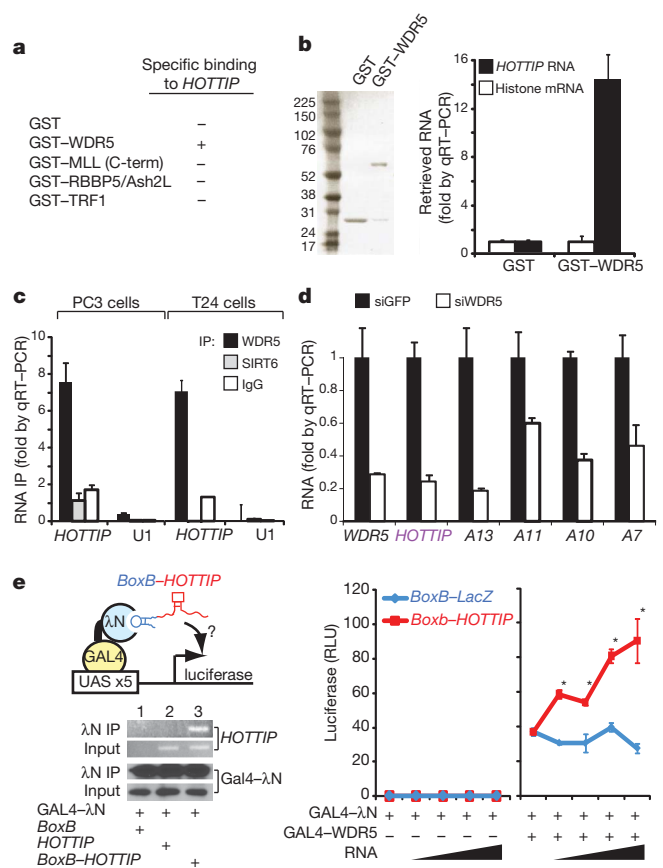 a
Specific binding
to HOTTIP
GST –
GST–WDR5 +
GST–MLL (C-term) –
GST–RBBP5/Ash2L –
GST–TRF1 –
b
GST
GST–WDR5
225
150
102
76
52
38
31
24
17
Retrieved RNA
(fold by qRT–PCR)
16
12
8
4
0
HOTTIP RNA
Histone mRNA
GST GST–WDR5
c
PC3 cells T24 cells
RNA IP (fold by qRT–PCR)
10
8
6
4
2
0
IP: WDR5
SIRT6
IgG
HOTTIP U1 HOTTIP U1
d
siGFP siWDR5
RNA (fold by qRT–PCR)
1
0.8
0.6
0.4
0.2
0
WDR5 HOTTIP A13 A11 A10 A7
e
BoxB–HOTTIP
λN
?
GAL4
UAS x5
luciferase
1 2 3
λN IP
Input
HOTTIP
λN IP
Input
Gal4–λN
GAL4–λN + + +
BoxB +
HOTTIP +
BoxB–HOTTIP +
Luciferase (RLU)
120
100
80
60
40
20
0
BoxB–LacZ
Boxb–HOTTIP
* * * *
GAL4–λN + + + + + + + + + +
GAL4–WDR5 – – – – – + + + + +
RNA